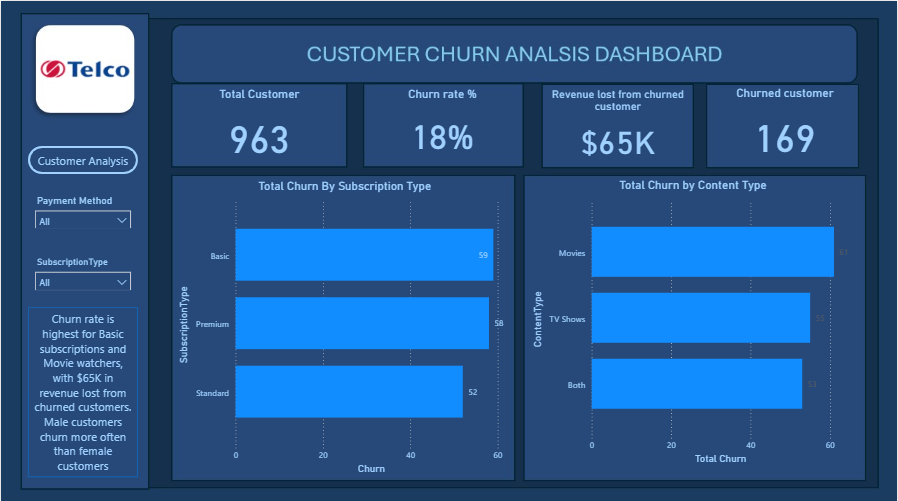 Telco
CUSTOMER CHURN ANALSIS DASHBOARD
Total Customer
963
Churn rate %
18%
Revenue lost from churned
customer
$65K
Churned customer
169
Customer Analysis
Payment Method
All
SubscriptionType
All
Churn rate is
highest for Basic
subscriptions and
Movie watchers,
with $65K in
revenue lost from
churned customers.
Male customers
churn more often
than female
customers
Total Churn By Subscription Type
SubscriptionType
Basic
59
Premium
58
Standard
52
0
20
40
60
Churn
Total Churn by Content Type
ContentType
Movies
61
TV Shows
55
Both
53
0
20
40
60
Total Churn